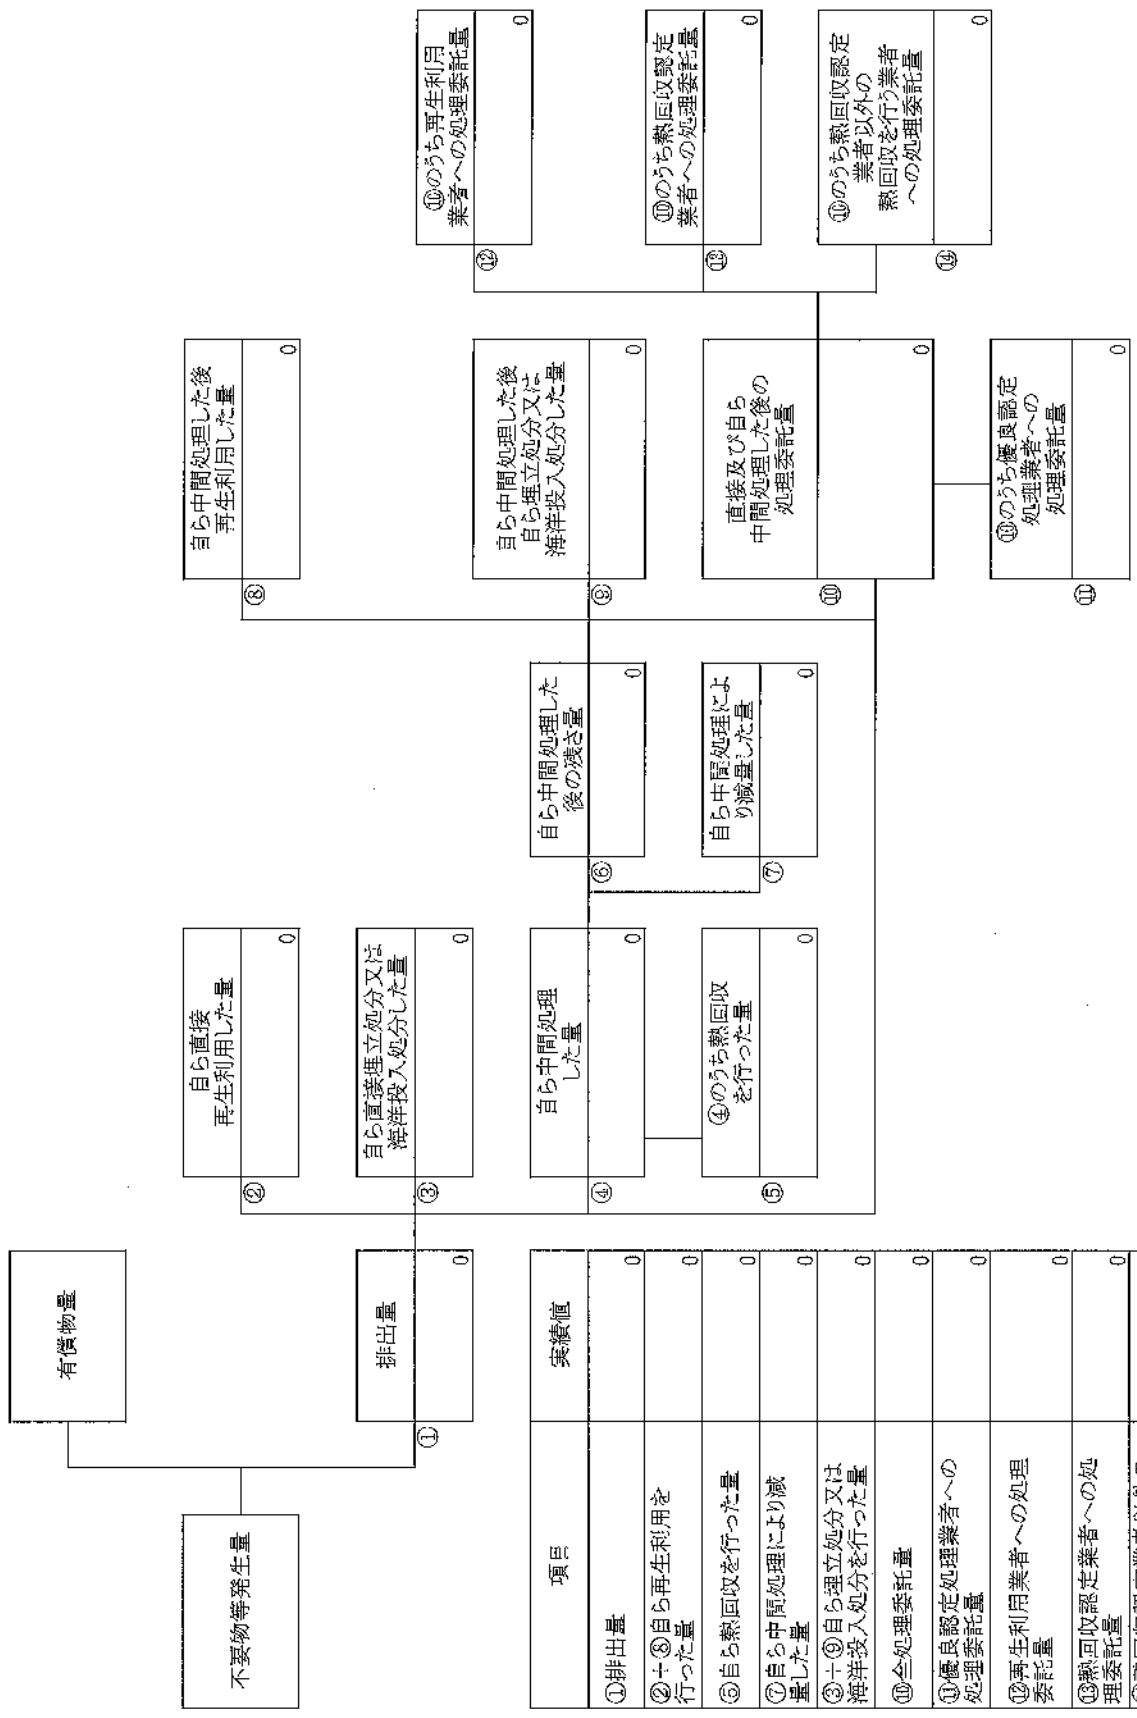 有償物量
不要物等発生量
①
排出量
0
②
自ら直接
再生利用した量
0
③
自ら直接埋立処分又は
海洋投入処分した量
0
④
自ら中間処理
した量
0
⑤
④のうち熱回収
を行った量
0
⑥
自ら中間処理した
後の残さ量
0
⑦
自ら中間処理によ
り減量した量
0
⑧
自ら中間処理した後
再生利用した量
0
⑨
自ら中間処理した後
自ら埋立処分又は
海洋投入処分した量
0
⑩
直接及び自ら
中間処理した後の
処理委託量
0
⑪
⑩のうち優良認定
処理業者への
処理委託量
0
⑫
⑩のうち再生利用
業者への処理委託量
0
⑬
⑩のうち熱回収認定
業者への処理委託量
0
⑭
⑩のうち熱回収認定
業者以外の
熱回収を行う業者
への処理委託量
0
項目 実績値
①排出量 0
②+⑧自ら再生利用を
行った量 0
⑤自ら熱回収を行った量 0
⑦自ら中間処理により減
量した量 0
③+⑨自ら埋立処分又は
海洋投入処分を行った量 0
⑩全処理委託量 0
⑪優良認定処理業者への
処理委託量 0
⑫再生利用業者への処理
委託量 0
⑬熱回収認定業者への処
理委託量 0